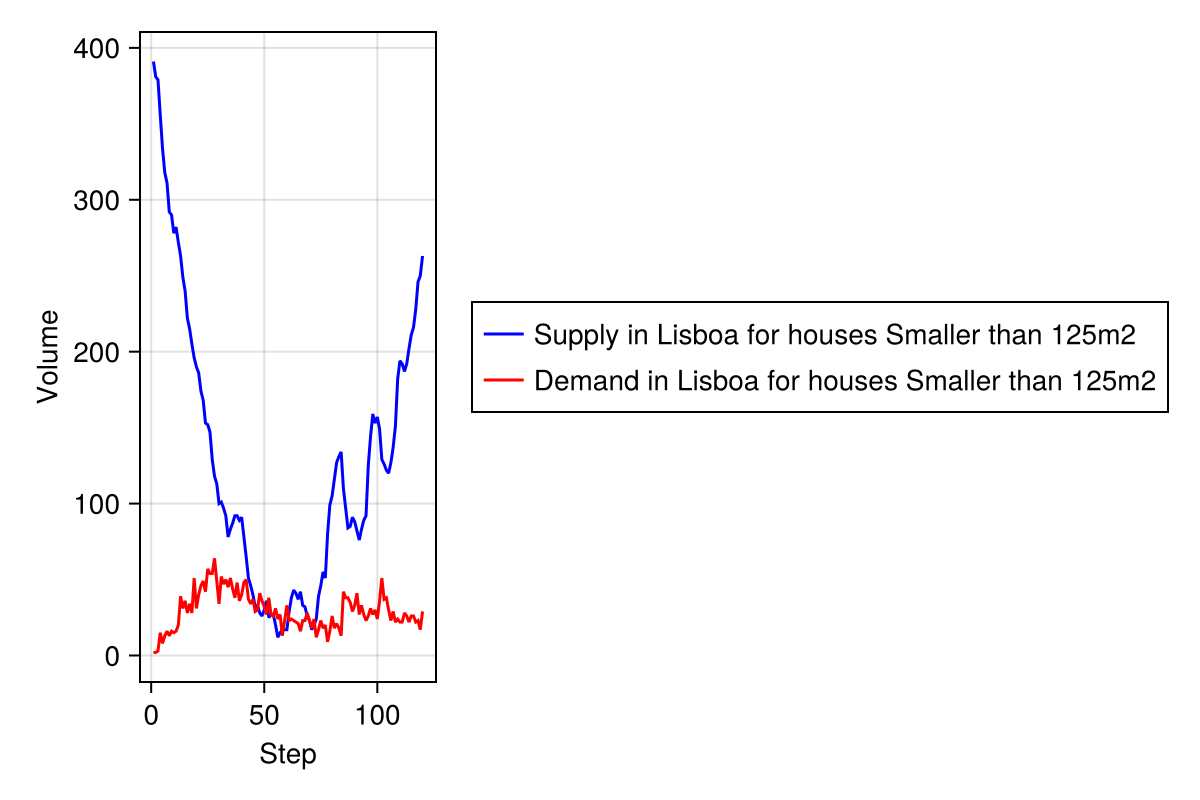 400
300
200
100
0
Volume
0 50 100
Step
Supply in Lisboa for houses Smaller than 125m2
Demand in Lisboa for houses Smaller than 125m2